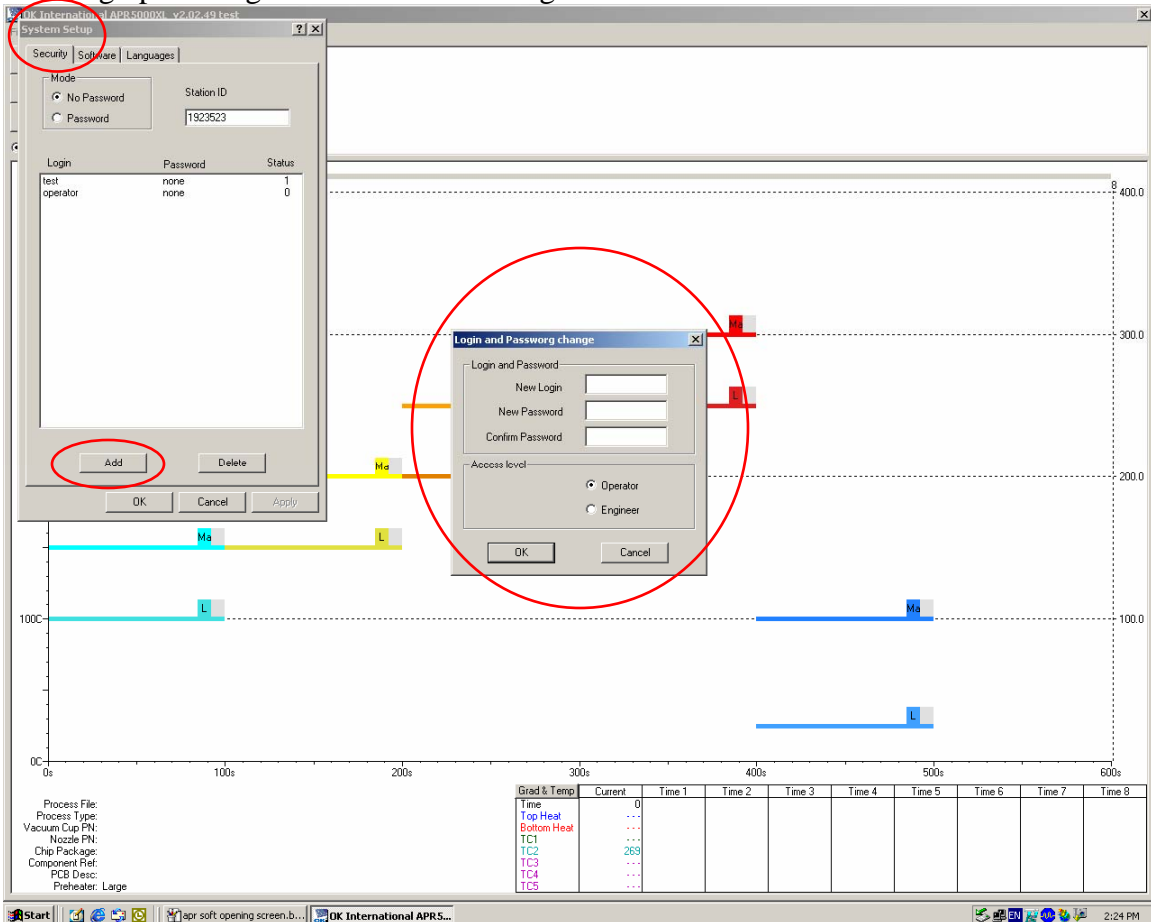 OK International APR5000XL v2.02.49 test
System Setup
Security Software Languages
Mode
No Password
Password
Station ID
1923523
Login Password Status
test none 1
operator none 0
Add Delete
OK Cancel Apply
Login and Passworg change
Login and Password
New Login
New Password
Confirm Password
Access level
Operator
Engineer
OK Cancel
8
400.0
Ma
300.0
L
Ma
200.0
Ma L
L Ma
100C 100.0
L
0C
0s 100s 200s 300s 400s 500s 600s
Process File:
Process Type:
Vacuum Cup PN:
Nozzle PN:
Chip Package:
Component Ref:
PCB Desc:
Preheater: Large
Grad & Temp Current Time 1 Time 2 Time 3 Time 4 Time 5 Time 6 Time 7 Time 8
Time 0
Top Heat ---
Bottom Heat ---
TC1 ---
TC2 269
TC3 ---
TC4 ---
TC5 ---
Start apr soft opening screen.b... OK International APR5... EN 2:24 PM